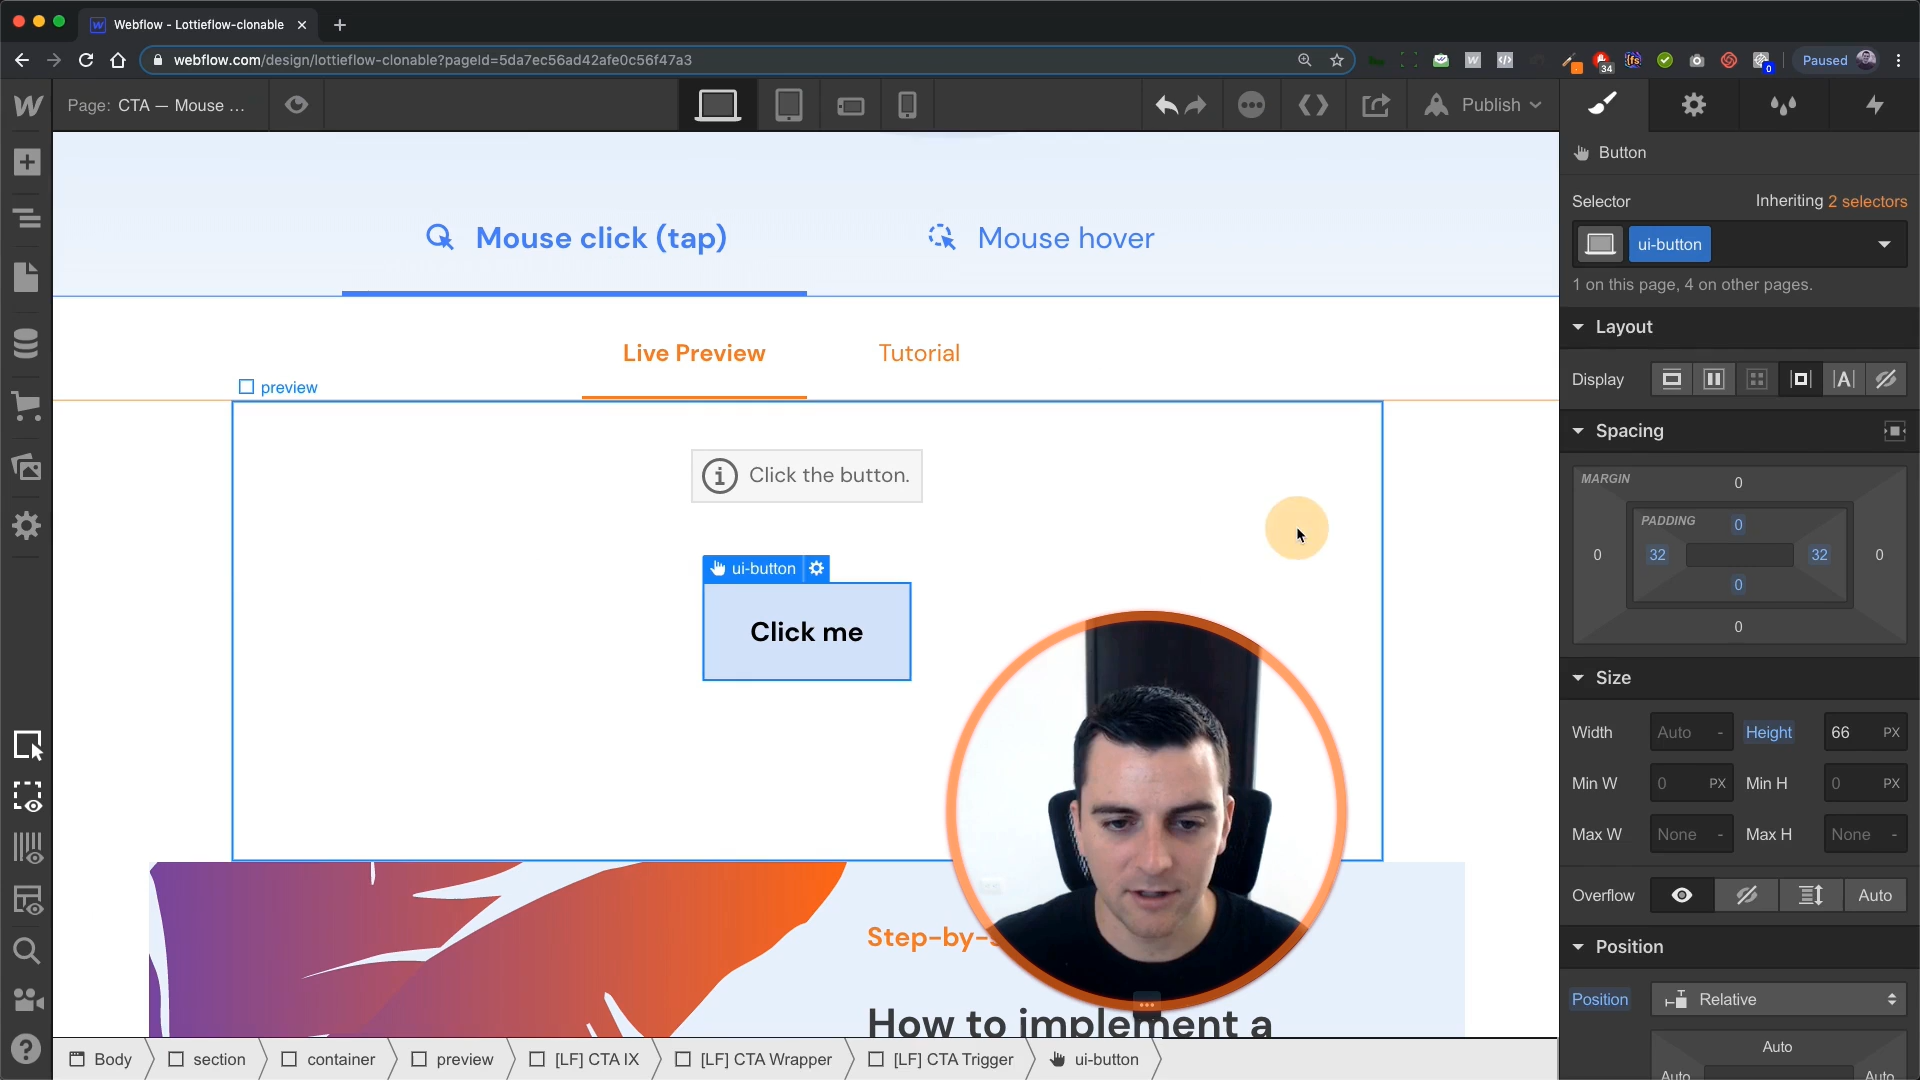 Webflow - Lottieflow-clonable
webflow.com/design/lottieflow-clonable?pageId=5da7ec56ad42afe0c56f47a3
34
{fs
0
Paused
Page: CTA — Mouse ...
Publish
Button
Selector
Inheriting 2 selectors
ui-button
1 on this page, 4 on other pages.
Mouse click (tap)
Mouse hover
Live Preview
Tutorial
preview
Click the button.
ui-button
Click me
Step-by-s
How to implement a
Layout
Display
Spacing
MARGIN
0
PADDING
0
0
32
32
0
0
0
Size
Width
Auto
-
Height
66
PX
Min W
0
PX
Min H
0
PX
Max W
None
-
Max H
None
-
Overflow
Auto
Position
Position
Relative
Auto
Auto
Auto
Body
section
container
preview
[LF] CTA IX
[LF] CTA Wrapper
[LF] CTA Trigger
ui-button